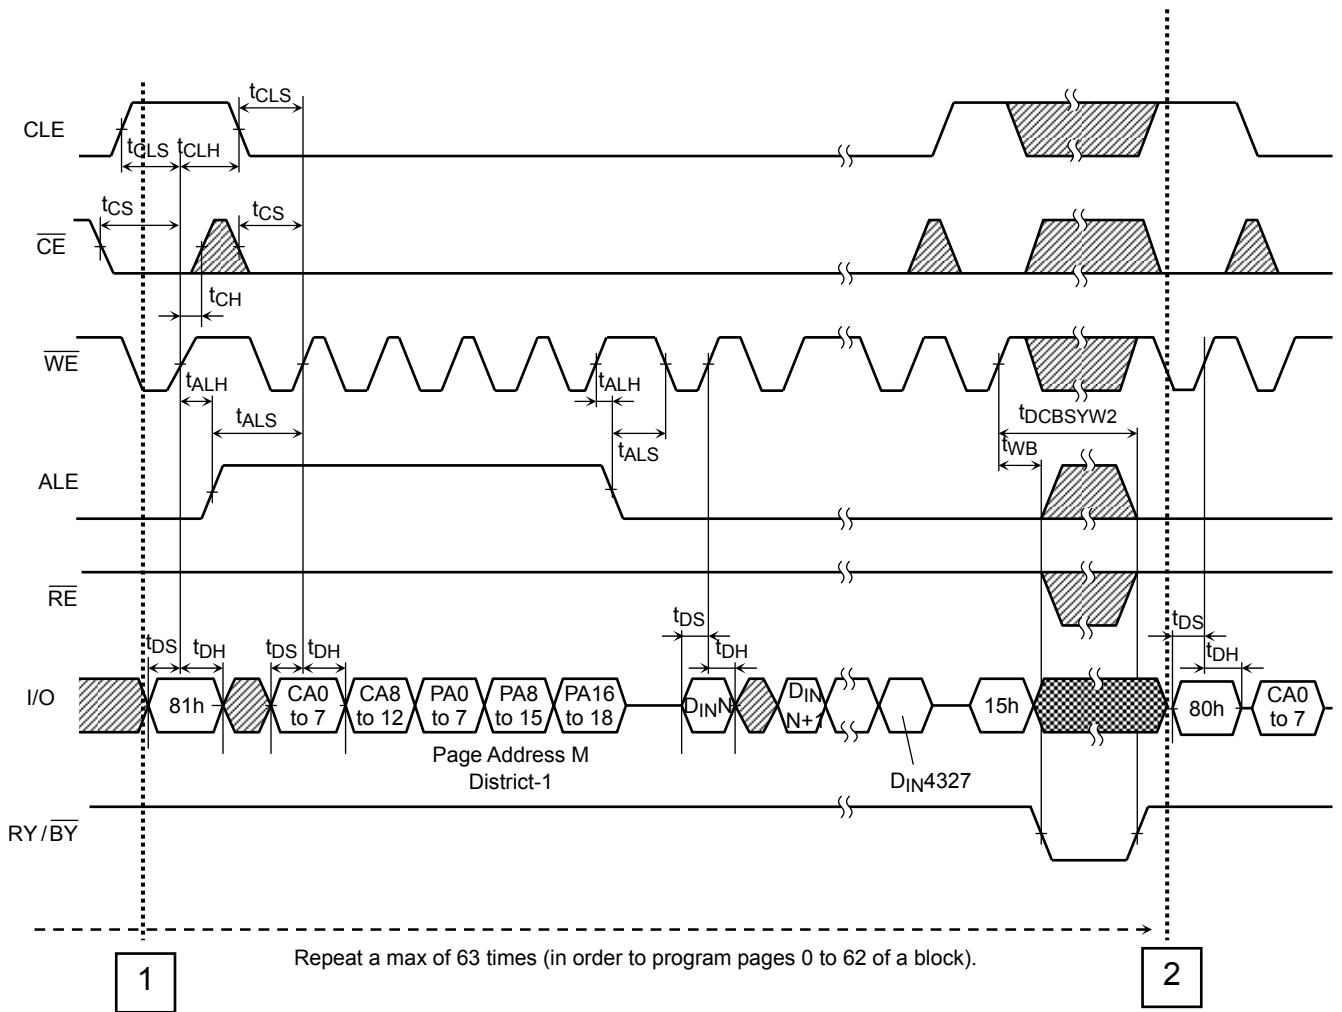 tCLS
CLE
tCLS
tCLH
tCS
tCS
CE
tCH
WE
tALH
tALH
tALS
tDCBSYW2
tALS
tWB
ALE
RE
tDS
tDH
tDS
tDH
tDS
tDH
tDS
tDH
I/O
81h
CA0 to 7
CA8 to 12
PA0 to 7
PA8 to 15
PA16 to 18
DINN
DIN N+1
15h
80h
CA0 to 7
Page Address M
District-1
DIN4327
RY/BY
Repeat a max of 63 times (in order to program pages 0 to 62 of a block).
1
2